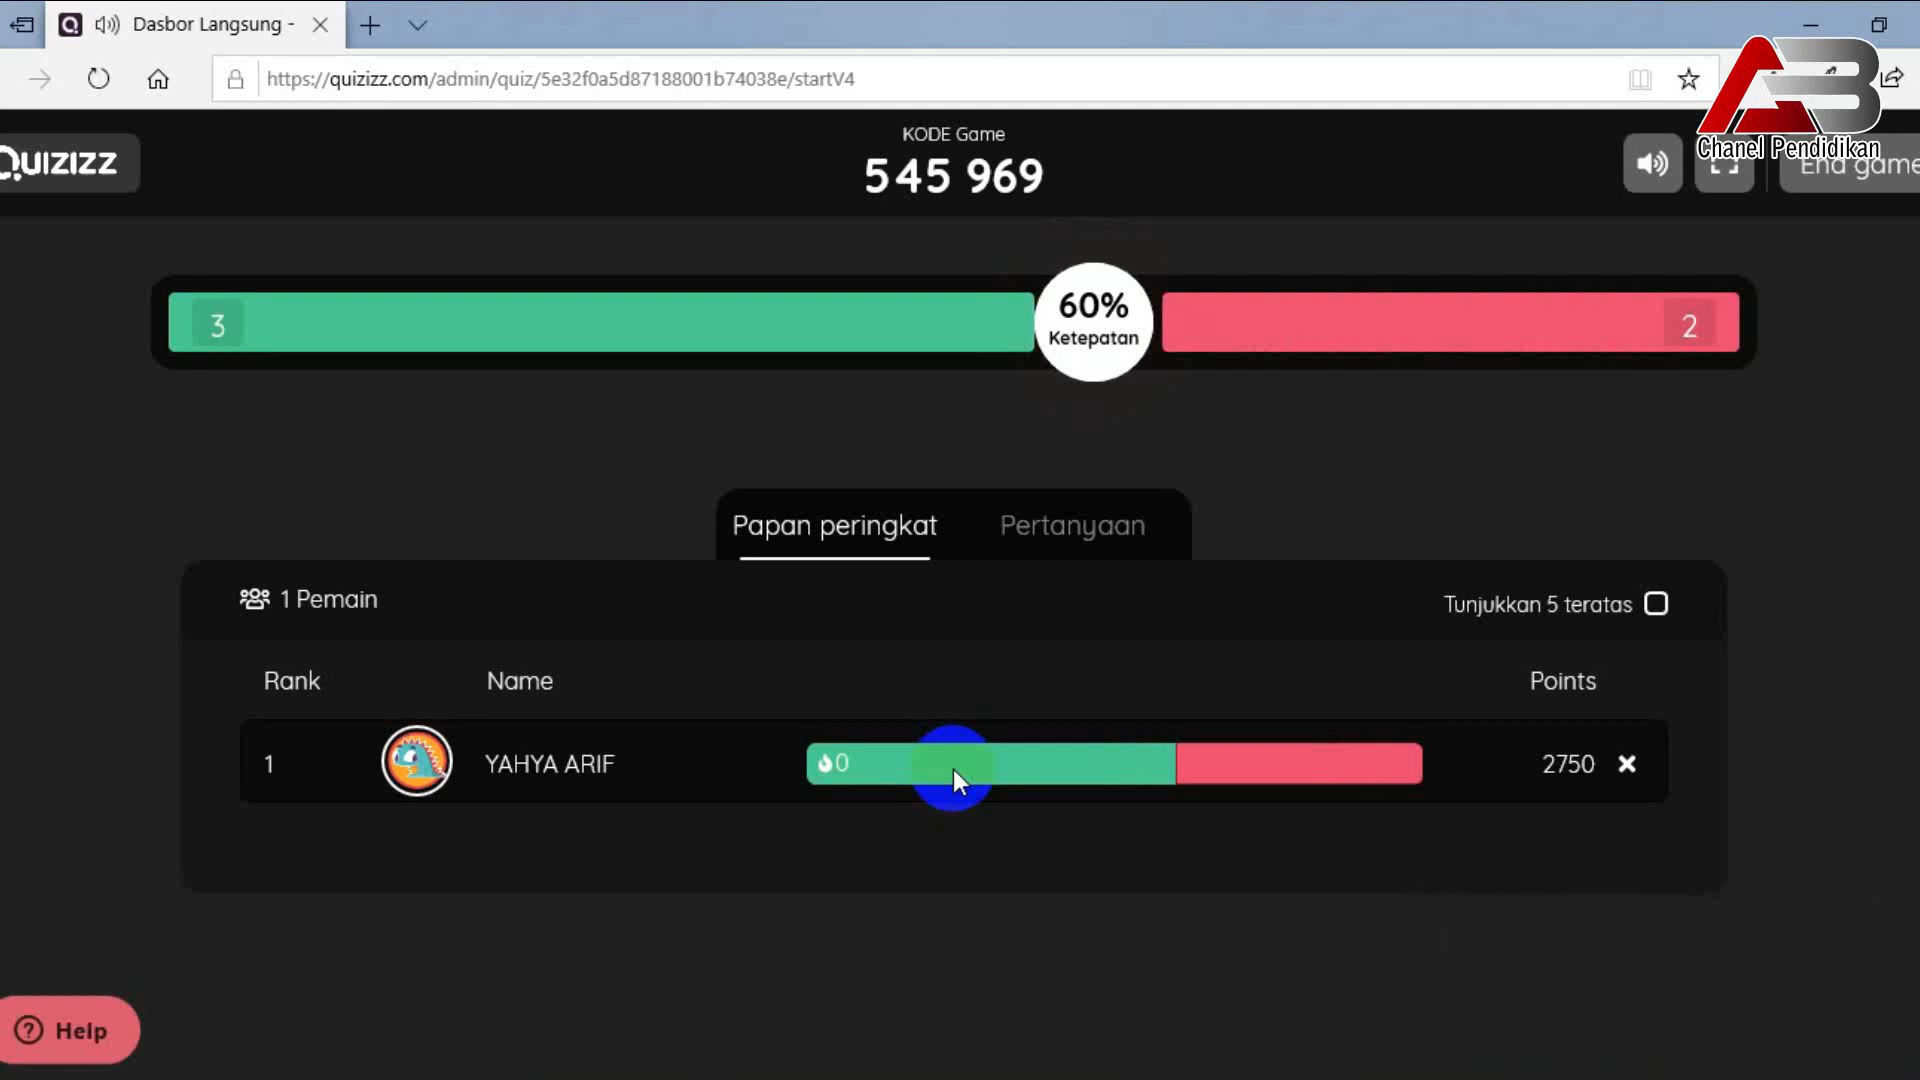 Dasbor Langsung -
https://quizizz.com/admin/quiz/5e32f0a5d87188001b74038e/startV4
AB
Chanel Pendidikan
Quizizz
KODE Game
545 969
End game
3
60%
Ketepatan
2
Papan peringkat
Pertanyaan
1 Pemain
Tunjukkan 5 teratas
Rank
Name
Points
1
YAHYA ARIF
0
2750
Help